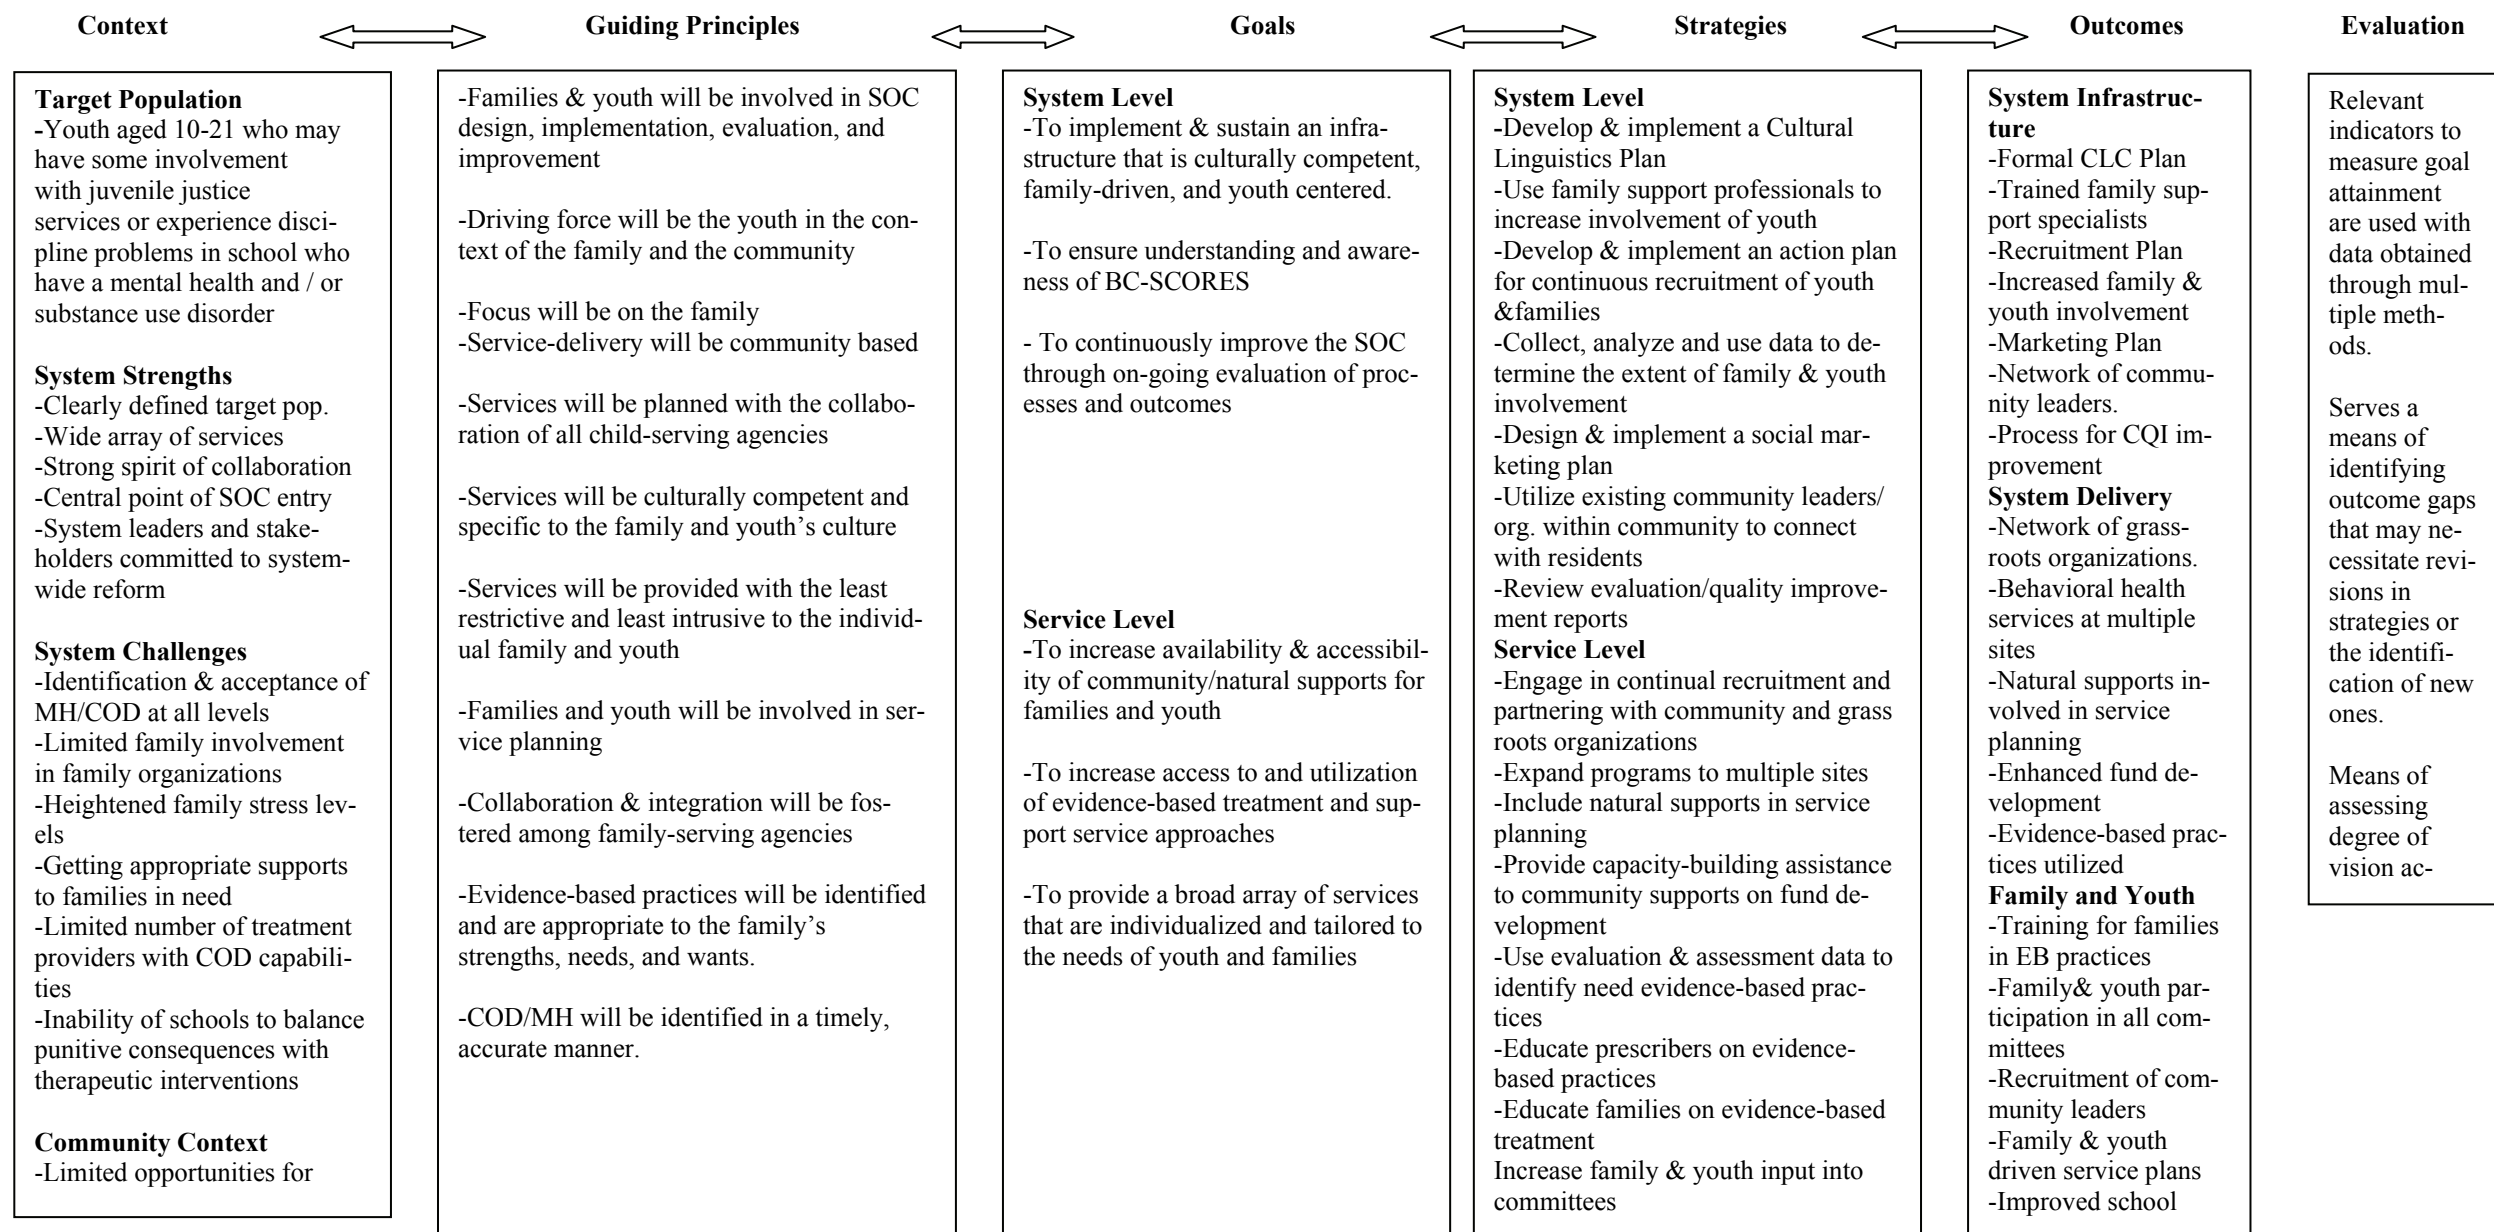 Context
Guiding Principles
Goals
Strategies
Outcomes
Evaluation
Target Population
-Youth aged 10-21 who may
have some involvement
with juvenile justice
services or experience disci-
pline problems in school who
have a mental health and / or
substance use disorder
System Strengths
-Clearly defined target pop.
-Wide array of services
-Strong spirit of collaboration
-Central point of SOC entry
-System leaders and stake-
holders committed to system-
wide reform
System Challenges
-Identification & acceptance of
MH/COD at all levels
-Limited family involvement
in family organizations
-Heightened family stress lev-
els
-Getting appropriate supports
to families in need
-Limited number of treatment
providers with COD capabili-
ties
-Inability of schools to balance
punitive consequences with
therapeutic interventions
Community Context
-Limited opportunities for
-Families & youth will be involved in SOC
design, implementation, evaluation, and
improvement
-Driving force will be the youth in the con-
text of the family and the community
-Focus will be on the family
-Service-delivery will be community based
-Services will be planned with the collabo-
ration of all child-serving agencies
-Services will be culturally competent and
specific to the family and youth’s culture
-Services will be provided with the least
restrictive and least intrusive to the individ-
ual family and youth
-Families and youth will be involved in ser-
vice planning
-Collaboration & integration will be fos-
tered among family-serving agencies
-Evidence-based practices will be identified
and are appropriate to the family’s
strengths, needs, and wants.
-COD/MH will be identified in a timely,
accurate manner.
System Level
-To implement & sustain an infra-
structure that is culturally competent,
family-driven, and youth centered.
-To ensure understanding and aware-
ness of BC-SCORES
- To continuously improve the SOC
through on-going evaluation of proc-
esses and outcomes
Service Level
-To increase availability & accessibil-
ity of community/natural supports for
families and youth
-To increase access to and utilization
of evidence-based treatment and sup-
port service approaches
-To provide a broad array of services
that are individualized and tailored to
the needs of youth and families
System Level
-Develop & implement a Cultural
Linguistics Plan
-Use family support professionals to
increase involvement of youth
-Develop & implement an action plan
for continuous recruitment of youth
&families
-Collect, analyze and use data to de-
termine the extent of family & youth
involvement
-Design & implement a social mar-
keting plan
-Utilize existing community leaders/
org. within community to connect
with residents
-Review evaluation/quality improve-
ment reports
Service Level
-Engage in continual recruitment and
partnering with community and grass
roots organizations
-Expand programs to multiple sites
-Include natural supports in service
planning
-Provide capacity-building assistance
to community supports on fund de-
velopment
-Use evaluation & assessment data to
identify need evidence-based prac-
tices
-Educate prescribers on evidence-
based practices
-Educate families on evidence-based
treatment
Increase family & youth input into
committees
System Infrastruc-
ture
-Formal CLC Plan
-Trained family sup-
port specialists
-Recruitment Plan
-Increased family &
youth involvement
-Marketing Plan
-Network of commu-
nity leaders.
-Process for CQI im-
provement
System Delivery
-Network of grass-
roots organizations.
-Behavioral health
services at multiple
sites
-Natural supports in-
volved in service
planning
-Enhanced fund de-
velopment
-Evidence-based prac-
tices utilized
Family and Youth
-Training for families
in EB practices
-Family& youth par-
ticipation in all com-
mittees
-Recruitment of com-
munity leaders
-Family & youth
driven service plans
-Improved school
Relevant
indicators to
measure goal
attainment
are used with
data obtained
through mul-
tiple meth-
ods.
Serves a
means of
identifying
outcome gaps
that may ne-
cessitate revi-
sions in
strategies or
the identifi-
cation of new
ones.
Means of
assessing
degree of
vision ac-